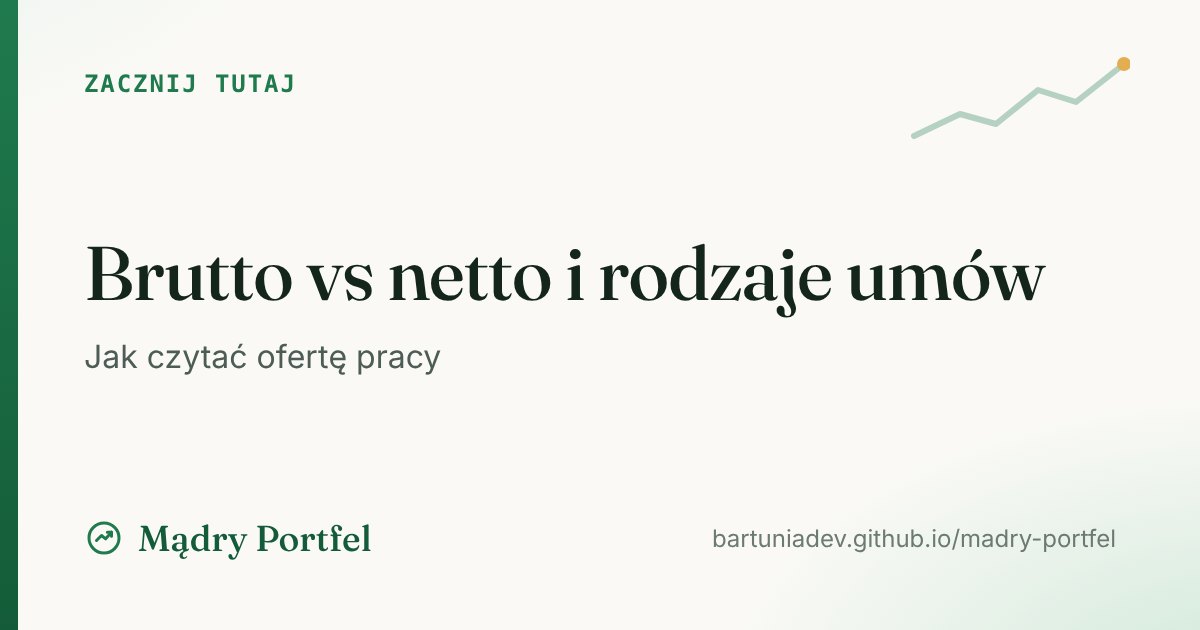 ZACZNIJ TUTAJ
Brutto vs netto i rodzaje umów
Jak czytać ofertę pracy
Mądry Portfel
bartuniadev.github.io/madry-portfel